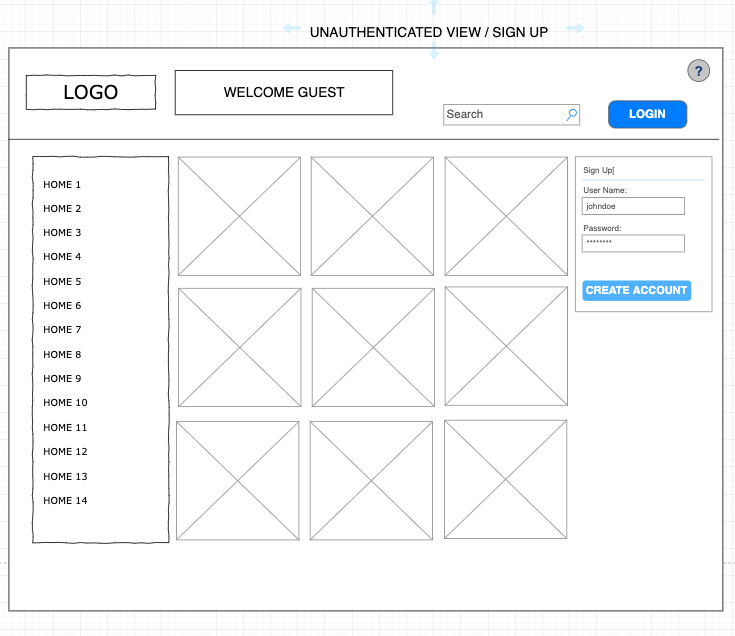 UNAUTHENTICATED VIEW / SIGN UP
?
LOGO
WELCOME GUEST
Search
LOGIN
HOME 1
HOME 2
HOME 3
HOME 4
HOME 5
HOME 6
HOME 7
HOME 8
HOME 9
HOME 10
HOME 11
HOME 12
HOME 13
HOME 14
Sign Up[
User Name:
johndoe
Password:
********
CREATE ACCOUNT